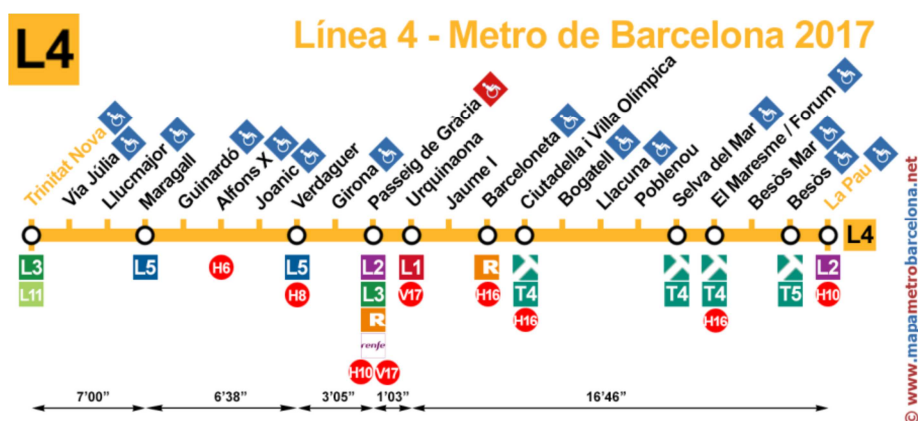 L4
Línea 4 - Metro de Barcelona 2017
Trinitat Nova
Vía Júlia
Llucmajor
Maragall
Guinardó
Alfons X
Joanic
Verdaguer
Girona
Passeig de Gràcia
Urquinaona
Jaume I
Barceloneta
Ciutadella i Villa Olímpica
Bogatell
Llacuna
Poblenou
Selva del Mar
El Maresme / Forum
Besòs Mar
Besòs
La Pau
L4
L3 L5 H6 L5 L2 L1 R T4 T4 T4 T5 L2
L11 H8 L3 V17 H16 H16 H16 H10
R
renfe
H10 V17
7'00” 6'38” 3'05” 1'03” 16'46”
© www.mapametrobarcelona.net